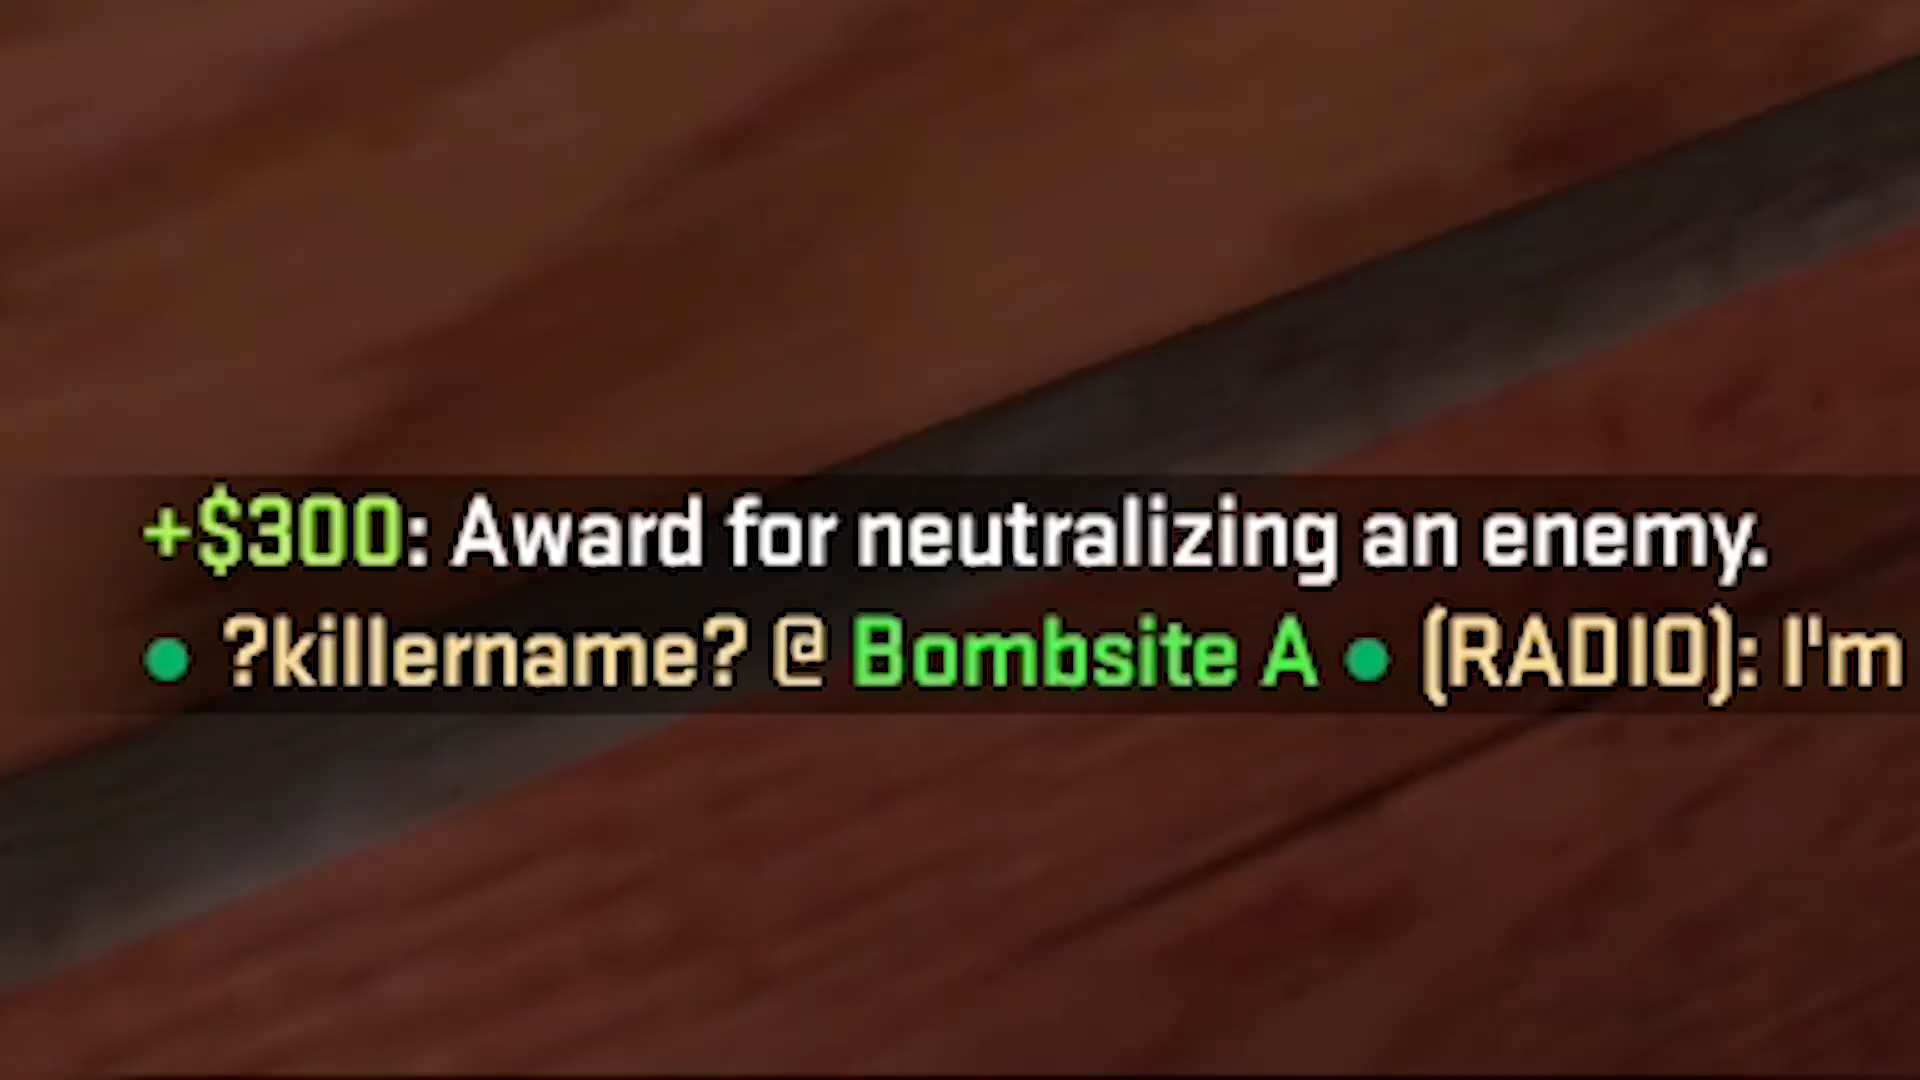 +$300: Award for neutralizing an enemy.
● ?killername? @ Bombsite A ● (RADIO): I'm